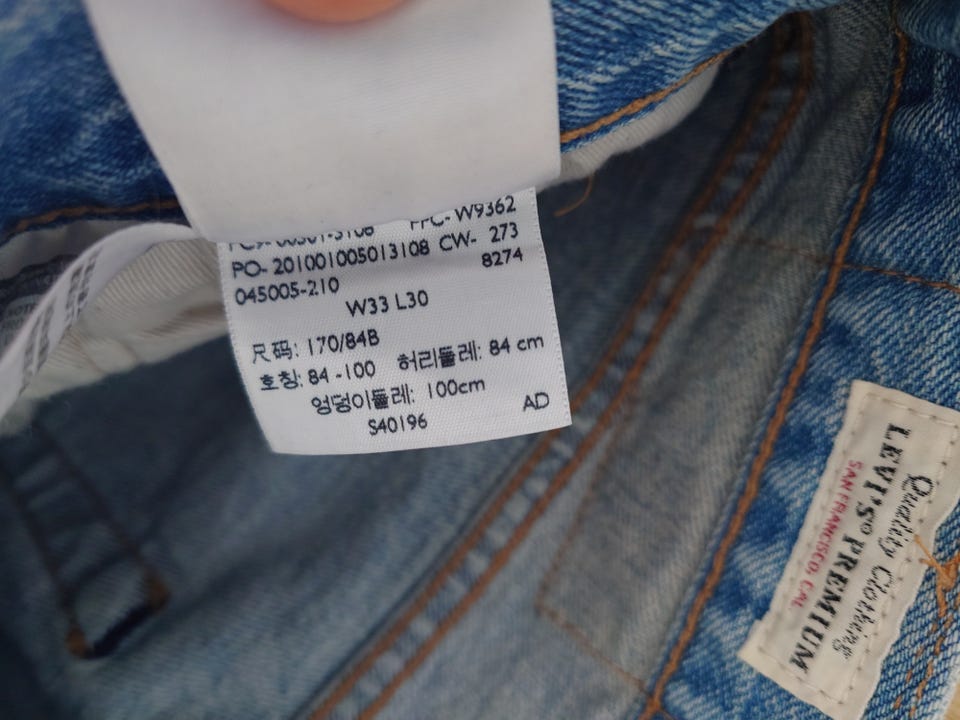 W9362
PO- 201001005013108 CW- 273
045005-210 8274
W33 L30
尺码: 170/84B
호칭: 84 -100 허리둘레: 84 cm
엉덩이둘레: 100cm
S40196 AD
Quality Clothing
LEVI'S® PREMIUM
SAN FRANCISCO, CAL